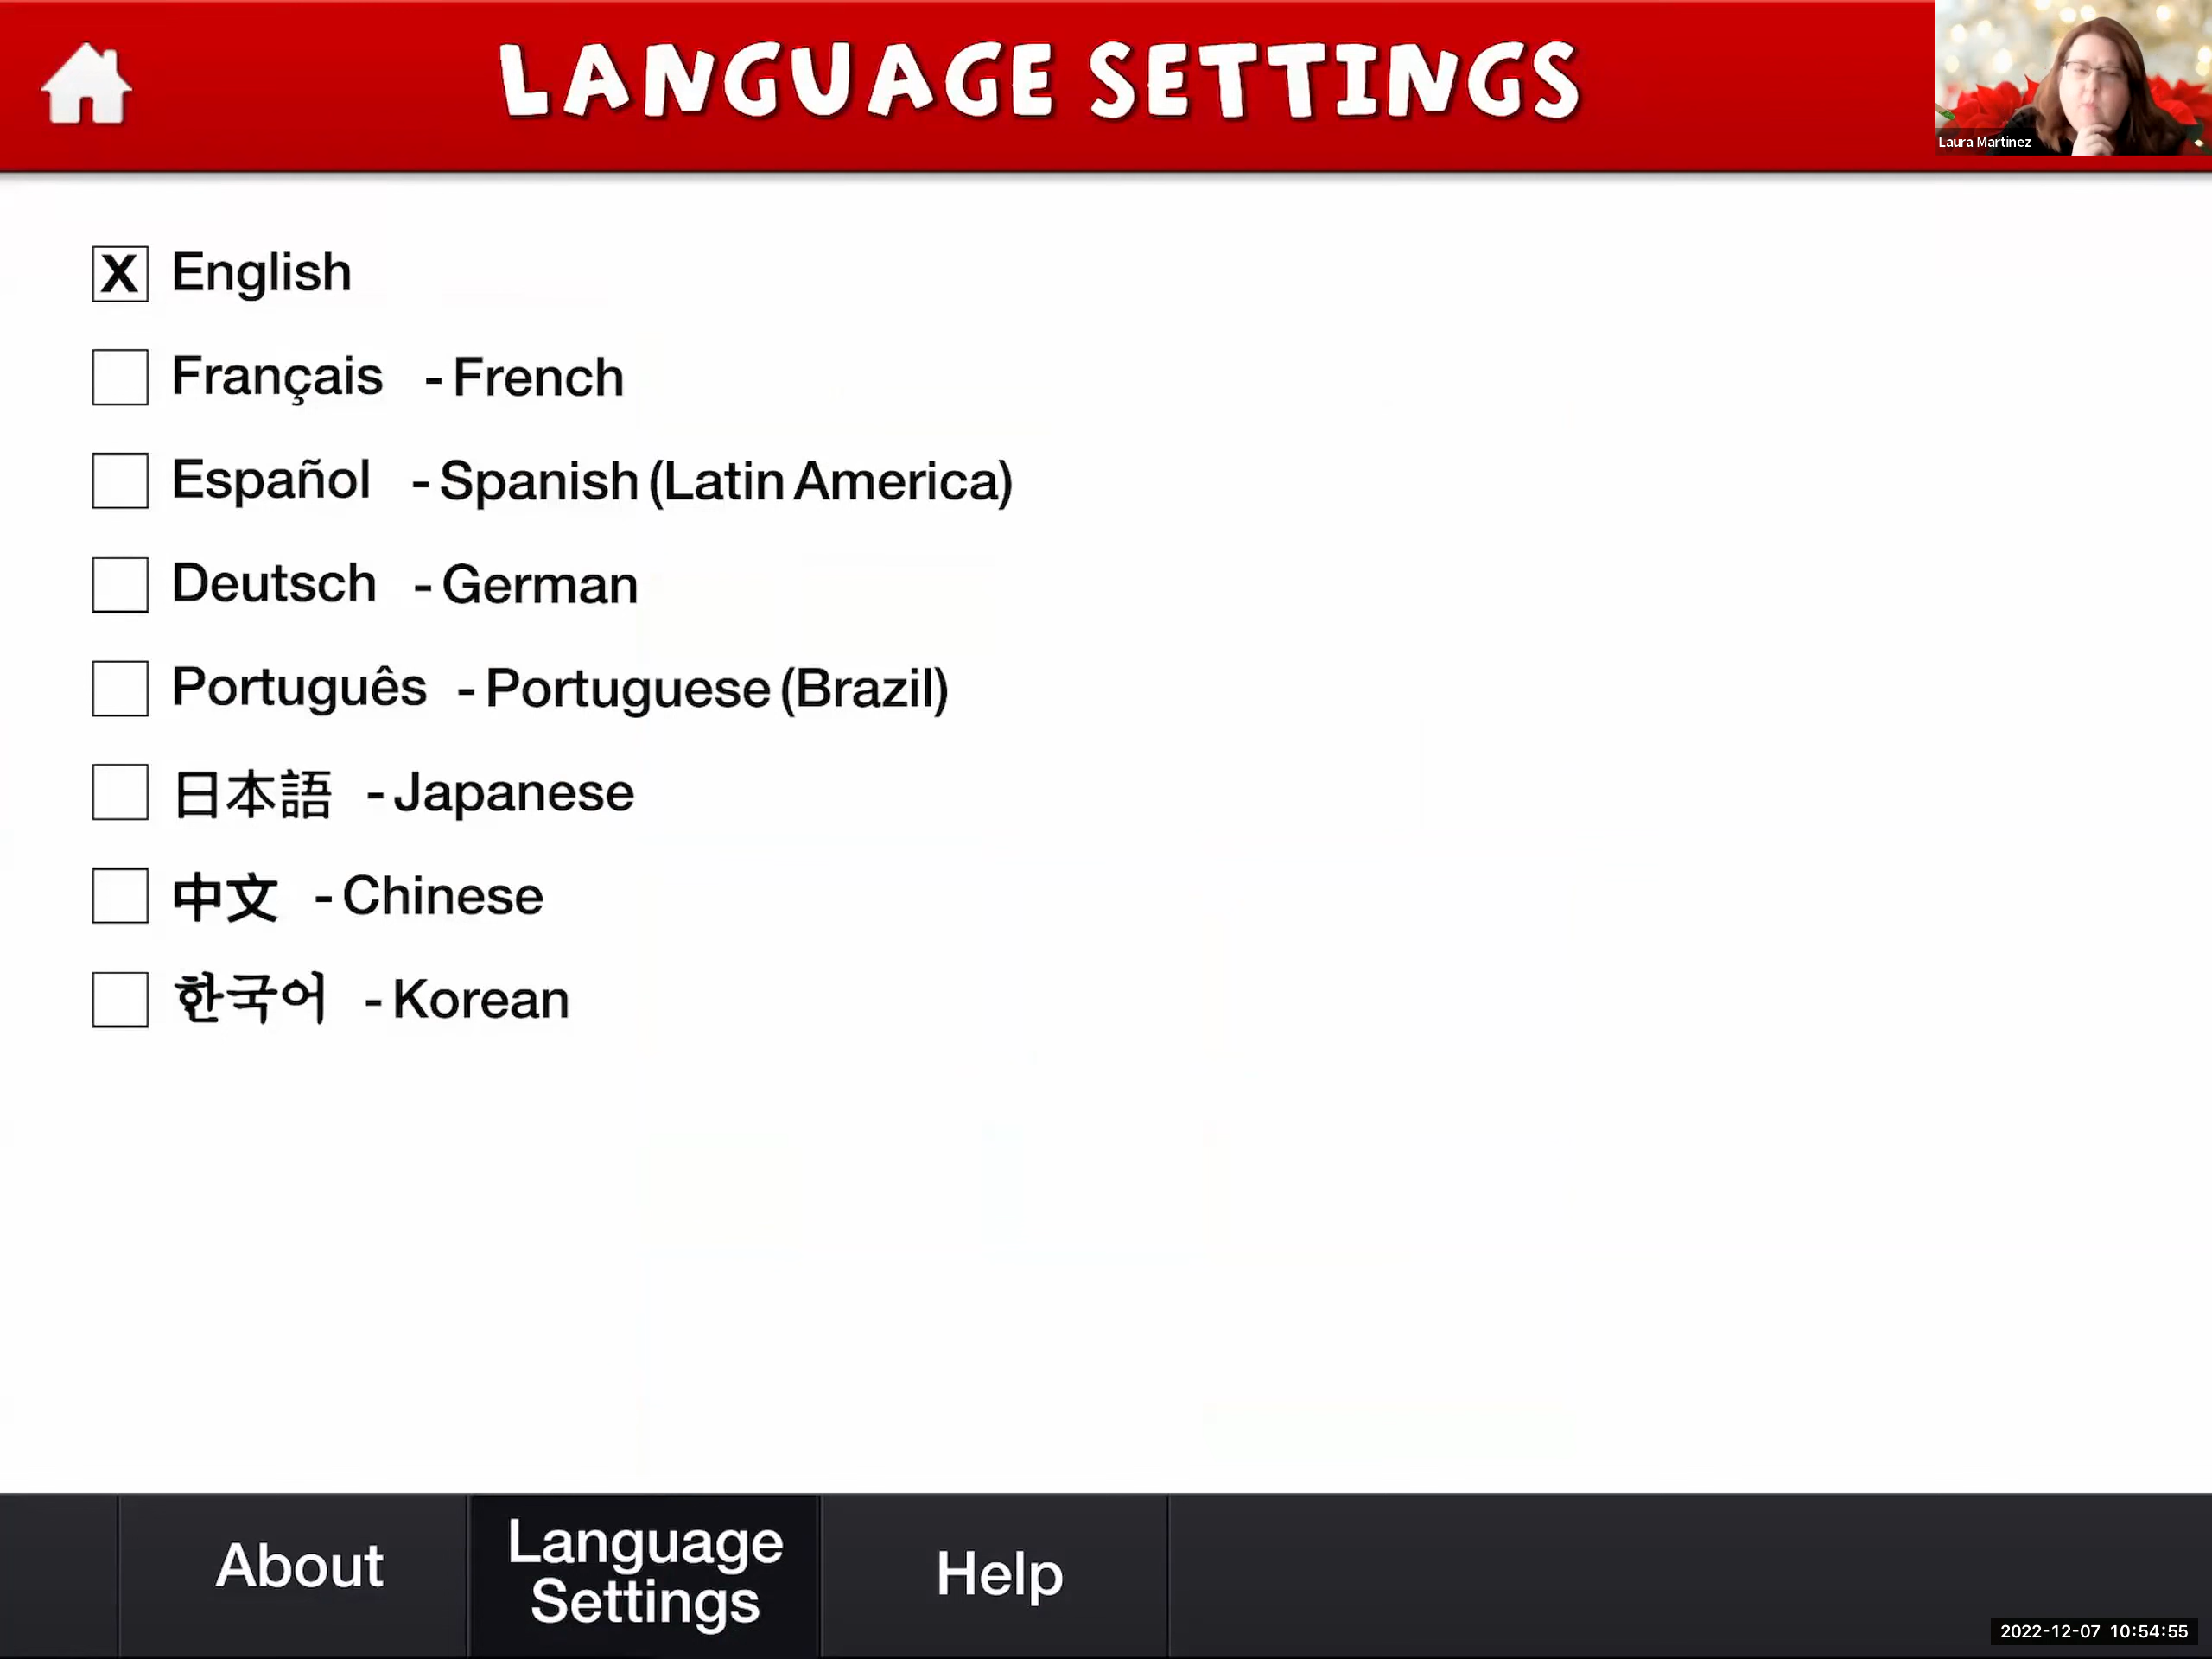 LANGUAGE SETTINGS
Laura Martinez
X English
Français - French
Español - Spanish (Latin America)
Deutsch - German
Português - Portuguese (Brazil)
日本語 - Japanese
中文 - Chinese
한국어 - Korean
About
Language
Settings
Help
2022-12-07 10:54:55